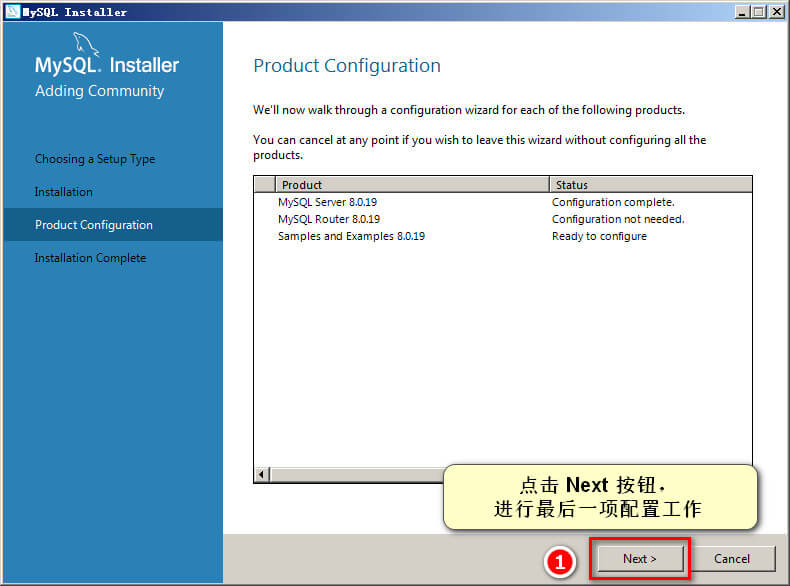 MySQL Installer
MySQL. Installer
Adding Community
Choosing a Setup Type
Installation
Product Configuration
Installation Complete
Product Configuration
We'll now walk through a configuration wizard for each of the following products.
You can cancel at any point if you wish to leave this wizard without configuring all the
products.
Product Status
MySQL Server 8.0.19 Configuration complete.
MySQL Router 8.0.19 Configuration not needed.
Samples and Examples 8.0.19 Ready to configure
点击 Next 按钮，
进行最后一项配置工作
1 Next > Cancel